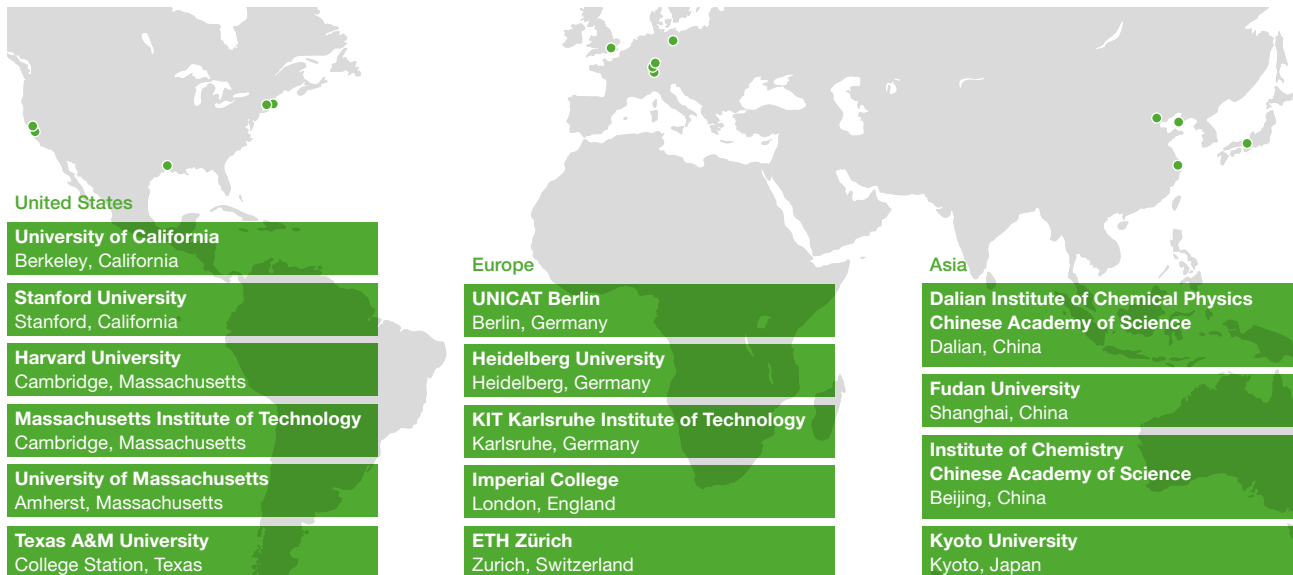 United States
University of California
Berkeley, California
Stanford University
Stanford, California
Harvard University
Cambridge, Massachusetts
Massachusetts Institute of Technology
Cambridge, Massachusetts
University of Massachusetts
Amherst, Massachusetts
Texas A&M University
College Station, Texas
Europe
UNICAT Berlin
Berlin, Germany
Heidelberg University
Heidelberg, Germany
KIT Karlsruhe Institute of Technology
Karlsruhe, Germany
Imperial College
London, England
ETH Zürich
Zurich, Switzerland
Asia
Dalian Institute of Chemical Physics
Chinese Academy of Science
Dalian, China
Fudan University
Shanghai, China
Institute of Chemistry
Chinese Academy of Science
Beijing, China
Kyoto University
Kyoto, Japan